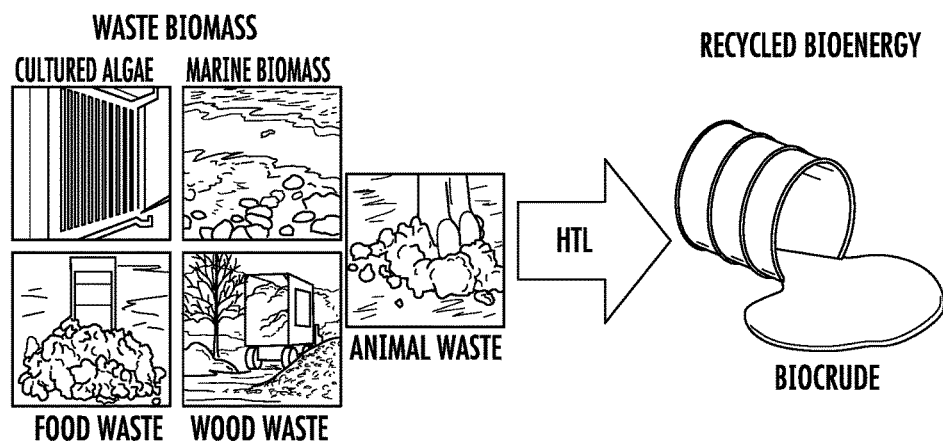 WASTE BIOMASS
CULTURED ALGAE
MARINE BIOMASS
FOOD WASTE
WOOD WASTE
ANIMAL WASTE
HTL
RECYCLED BIOENERGY
BIOCRUDE